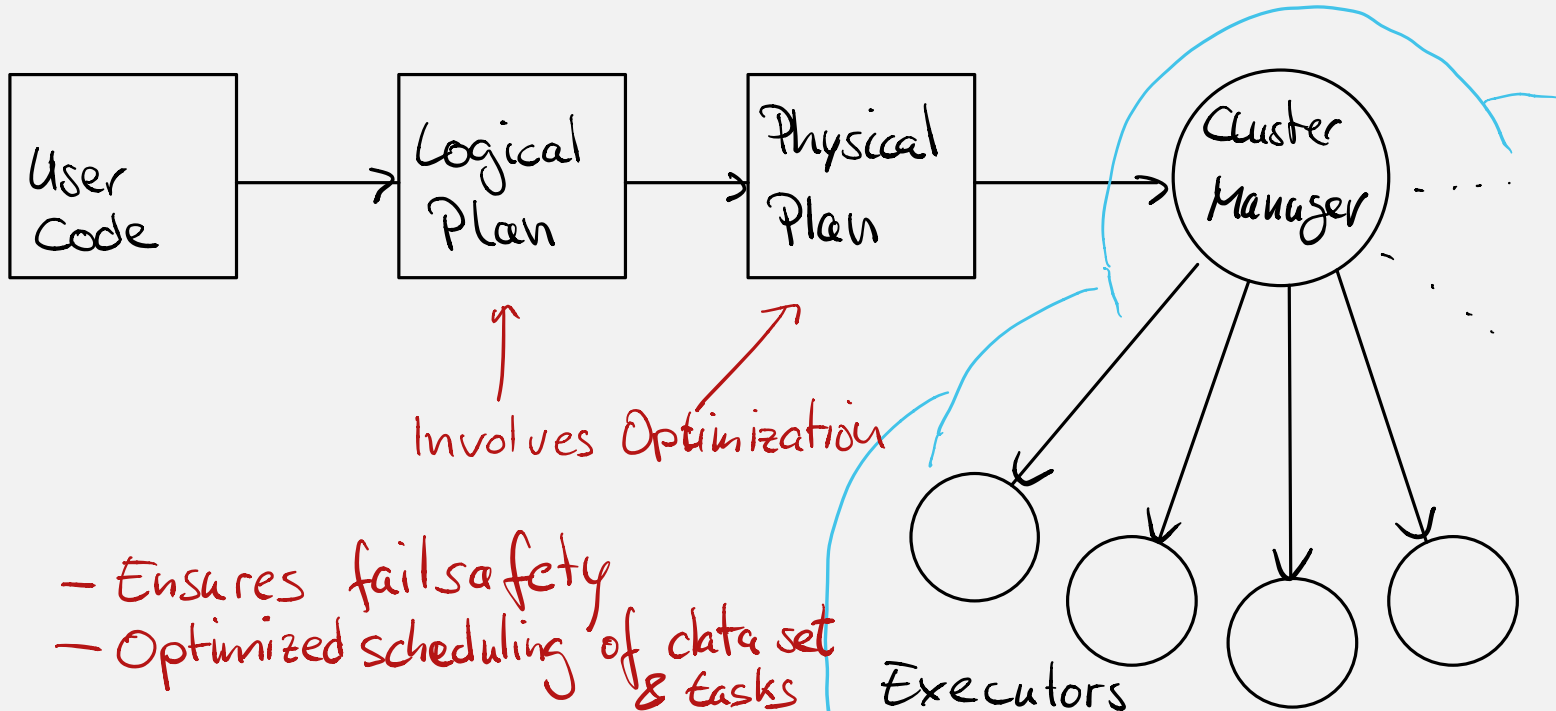 User
Code
Logical
Plan
Physical
Plan
Cluster
Manager
Involves Optimization
- Ensures failsafety
- Optimized scheduling of data set
& tasks
Executors